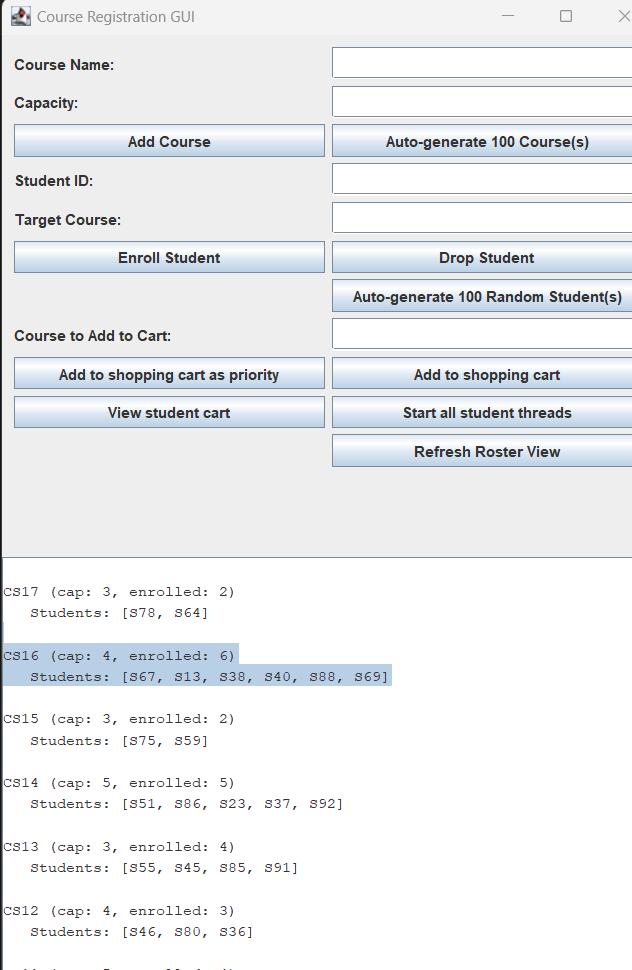 Course Registration GUI
Course Name:
Capacity:
Add Course
Auto-generate 100 Course(s)
Student ID:
Target Course:
Enroll Student
Drop Student
Auto-generate 100 Random Student(s)
Course to Add to Cart:
Add to shopping cart as priority
Add to shopping cart
View student cart
Start all student threads
Refresh Roster View
CS17 (cap: 3, enrolled: 2)
Students: [S78, S64]
CS16 (cap: 4, enrolled: 6)
Students: [S67, S13, S38, S40, S88, S69]
CS15 (cap: 3, enrolled: 2)
Students: [S75, S59]
CS14 (cap: 5, enrolled: 5)
Students: [S51, S86, S23, S37, S92]
CS13 (cap: 3, enrolled: 4)
Students: [S55, S45, S85, S91]
CS12 (cap: 4, enrolled: 3)
Students: [S46, S80, S36]